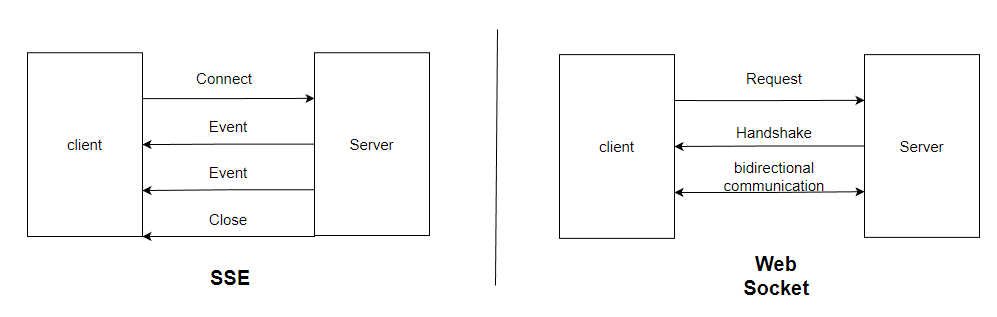 Connect
Event
client
Server
Event
Close
SSE
Request
Handshake
client
Server
bidirectional
communication
Web
Socket